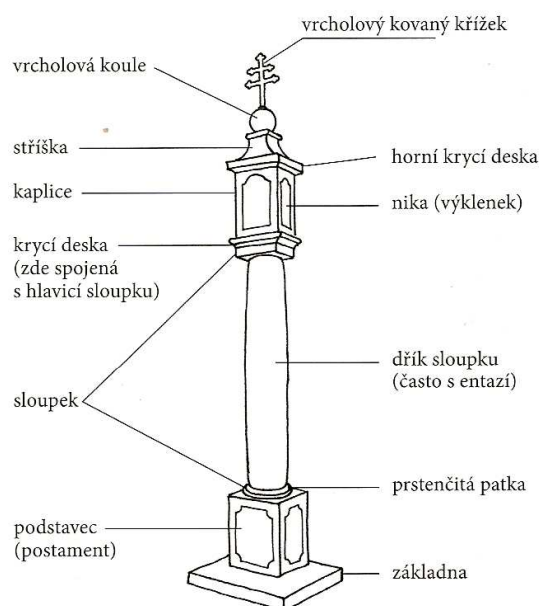 vrcholový kovaný křížek
vrcholová koule
stříška
horní krycí deska
kaplice
nika (výklenek)
krycí deska
(zde spojená
s hlavicí sloupku)
dřík sloupku
(často s entazí)
sloupek
prstenčitá patka
podstavec
(postament)
základna